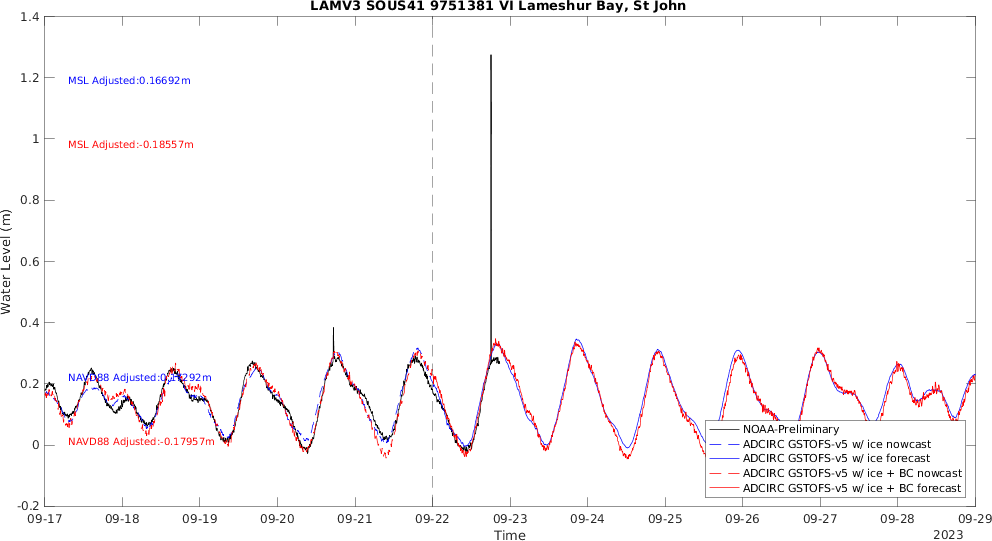 LAMV3 SOUS41 9751381 VI Lameshur Bay, St John
1.4
1.2
1
0.8
0.6
0.4
0.2
0
-0.2
Water Level (m)
MSL Adjusted:0.16692m
MSL Adjusted:-0.18557m
NAVD88 Adjusted:
NAVD88 Adjusted:-0.17957m
NOAA-Preliminary
ADCIRC GSTOFS-v5 w/ ice nowcast
ADCIRC GSTOFS-v5 w/ ice forecast
ADCIRC GSTOFS-v5 w/ ice + BC nowcast
ADCIRC GSTOFS-v5 w/ ice + BC forecast
09-17 09-18 09-19 09-20 09-21 09-22 09-23 09-24 09-25 09-26 09-27 09-28 09-29
Time
2023